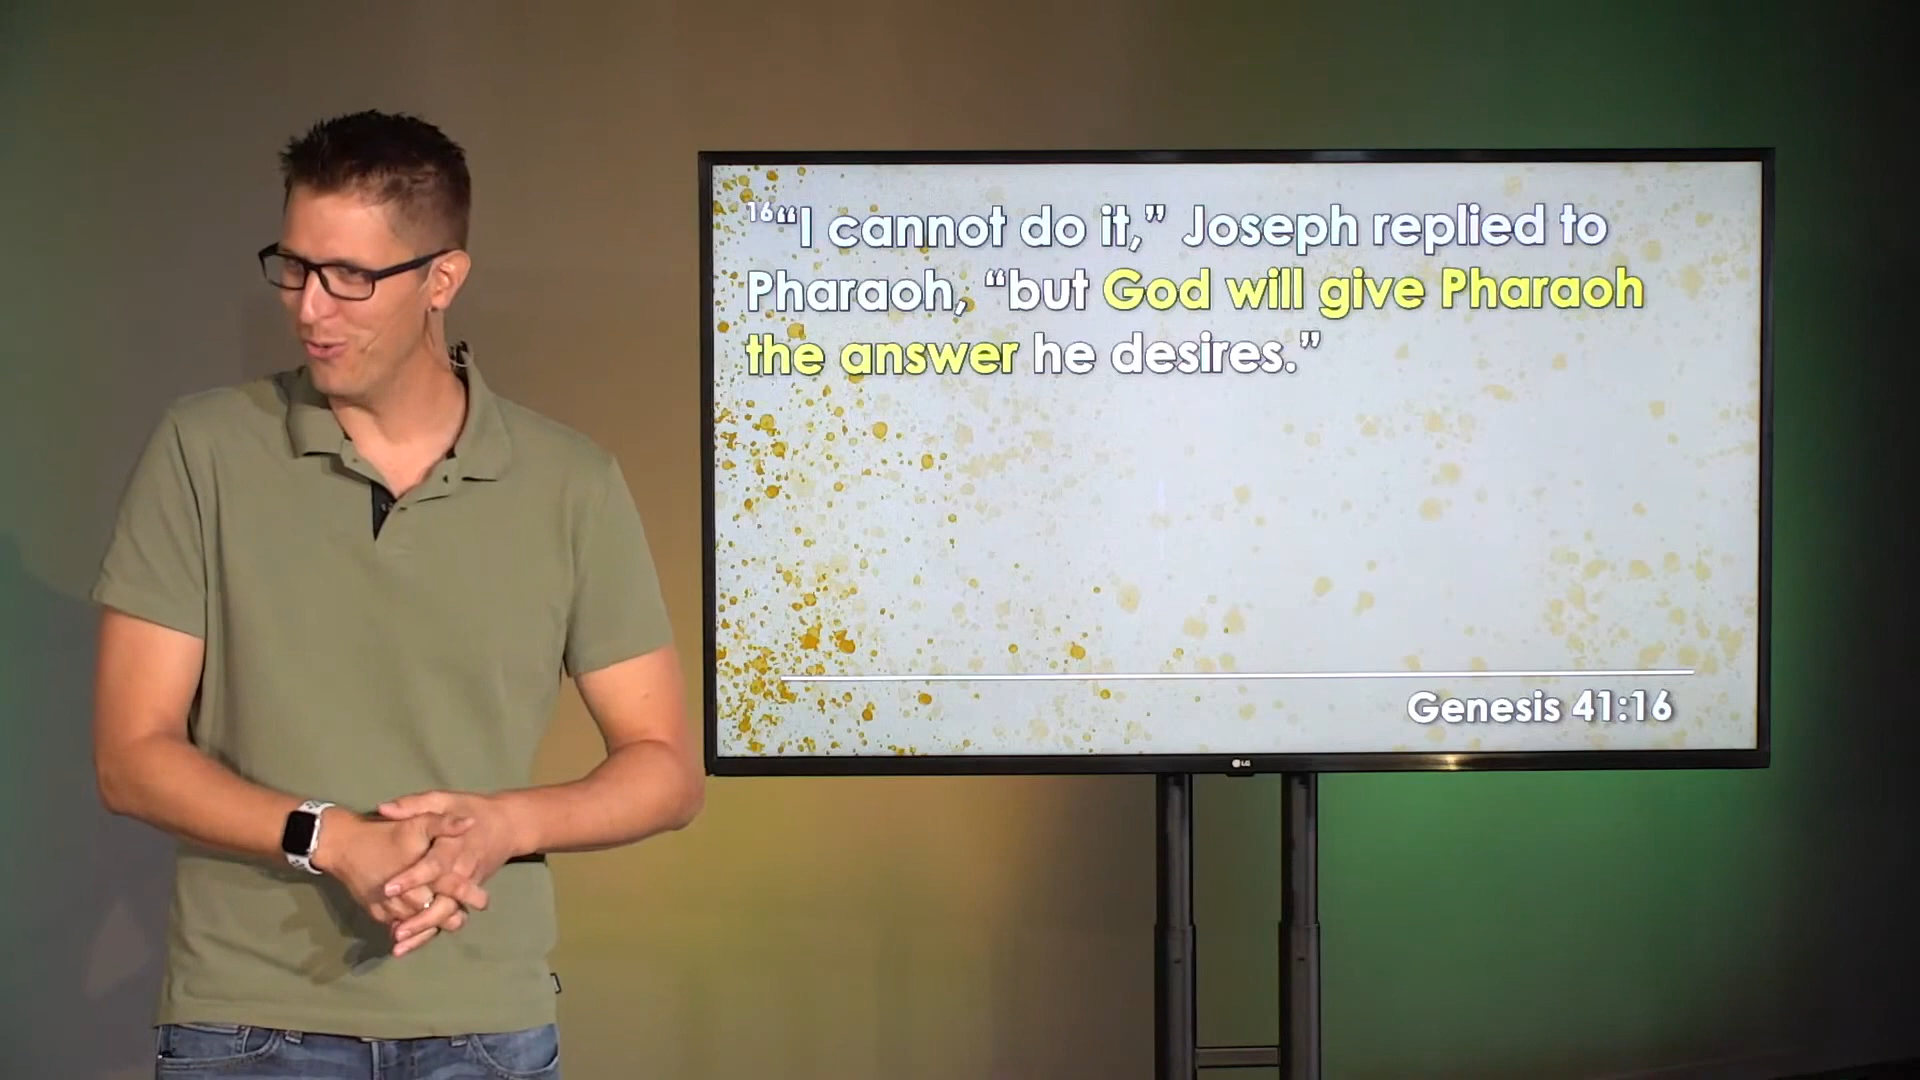 16“I cannot do it,” Joseph replied to
Pharaoh, “but God will give Pharaoh
the answer he desires.”
Genesis 41:16
LG